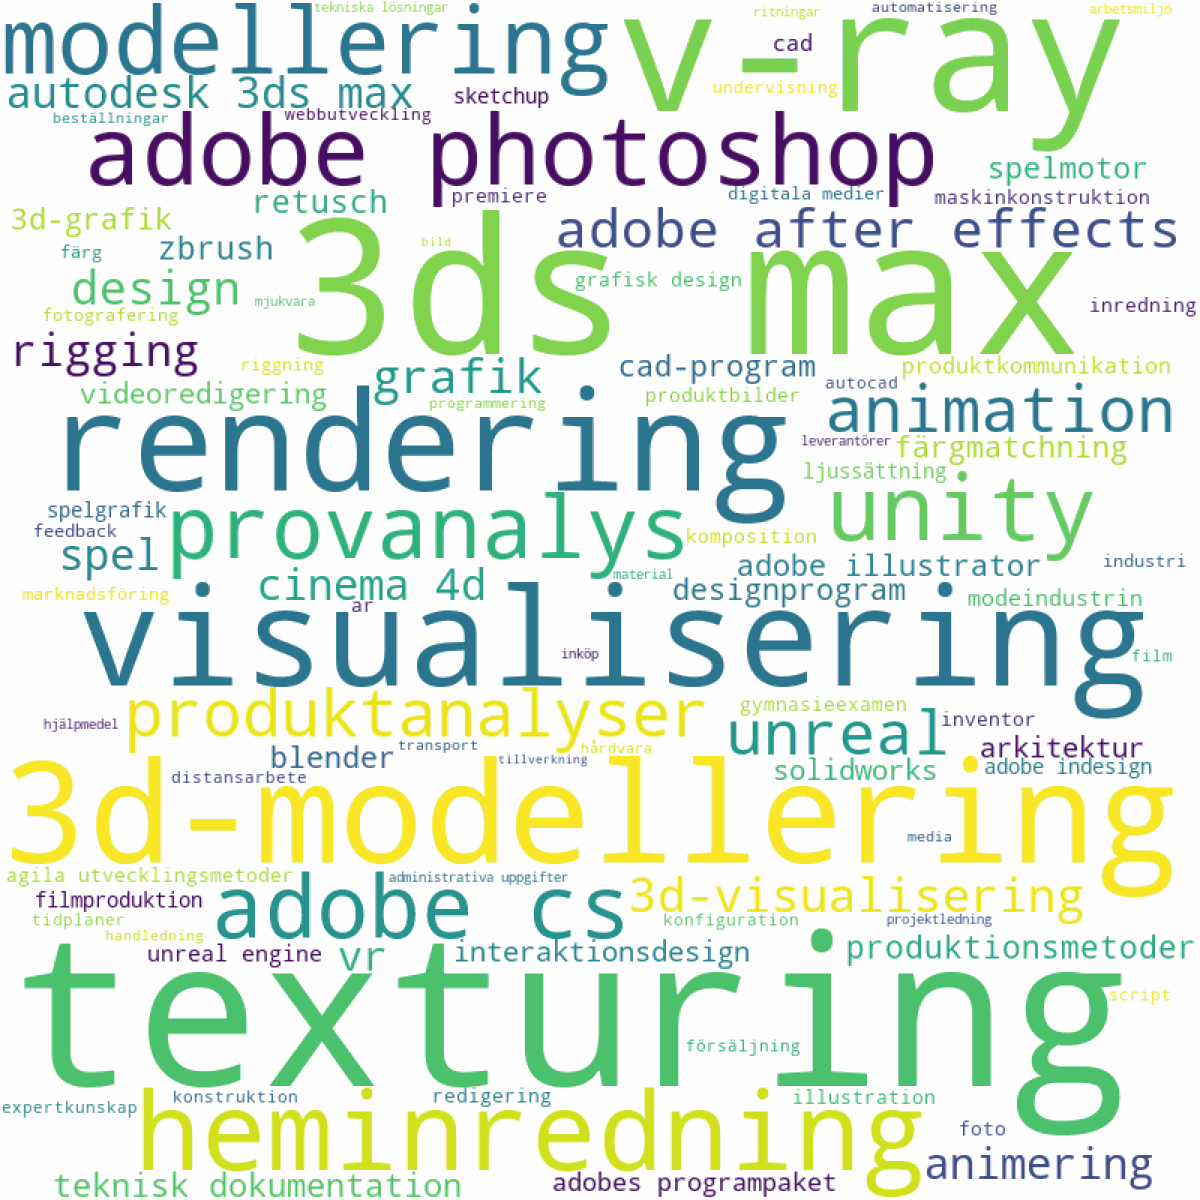 tekniska lösningar
ritningar
automatisering
arbetsmiljö
modellering
v-ray
cad
autodesk 3ds max
sketchup
undervisning
beställningar
webbutveckling
adobe photoshop
spelmotor
retusch
premiere
digitala medier
maskinkonstruktion
3d-grafik
adobe after effects
färg
zbrush
bild
3ds max
design
grafisk design
mjukvara
inredning
fotografering
rigging
riggning
grafik
cad-program
produktkommunikation
videoredigering
programmering
produktbilder
autocad
animation
rendering
leverantörer
färgmatchning
ljussättning
spelgrafik
provanalys
unity
feedback
komposition
spel
adobe illustrator
industri
cinema 4d
material
designprogram
marknadsföring
ar
modeindustrin
visualisering
inköp
film
hjälpmedel
produktanalyser
gymnasieexamen
unreal
inventor
blender
transport
hårdvara
arkitektur
tillverkning
distansarbete
solidworks
adobe indesign
3d-modellering
media
agila utvecklingsmetoder
administrativa uppgifter
filmproduktion
adobe cs
3d-visualisering
tidplaner
konfiguration
projektledning
handledning
unreal engine
vr
interaktionsdesign
produktionsmetoder
texturing
script
försäljning
expertkunskap
konstruktion
redigering
illustration
heminredning
foto
animering
teknisk dokumentation
adobes programpaket